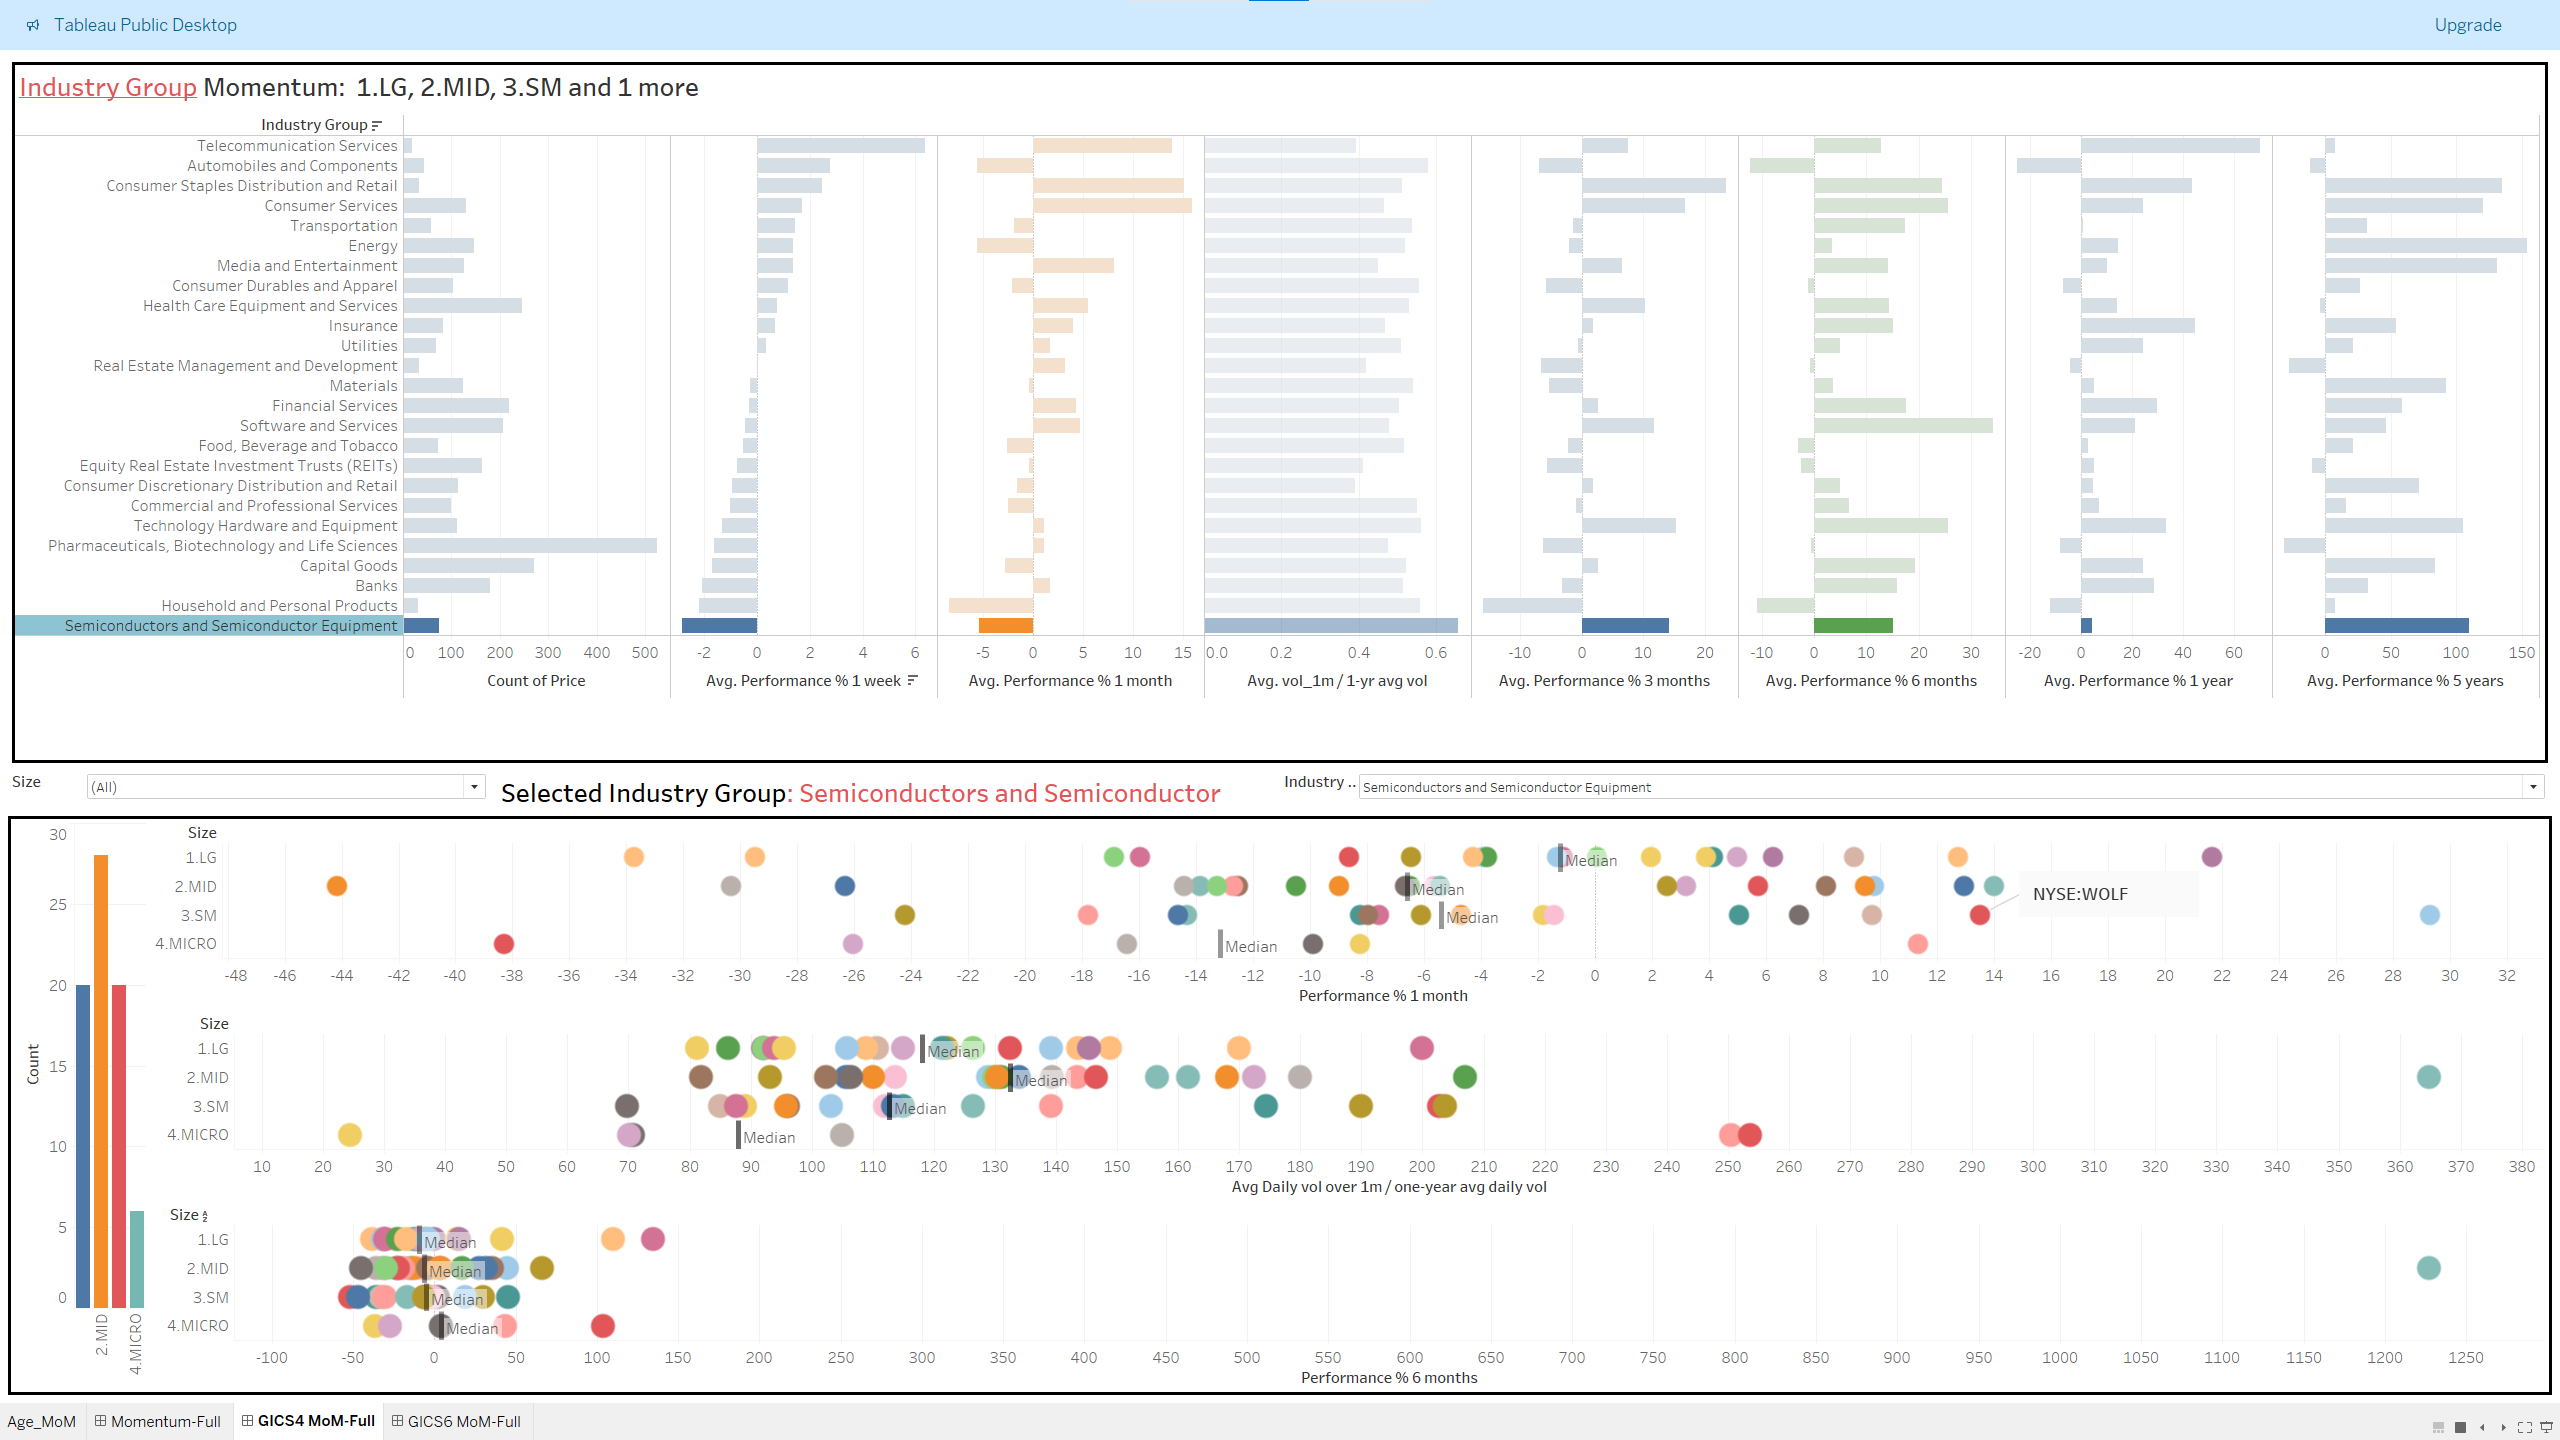 Tableau Public Desktop
Upgrade
Industry Group Momentum: 1.LG, 2.MID, 3.SM and 1 more
Industry Group
Telecommunication Services
Automobiles and Components
Consumer Staples Distribution and Retail
Consumer Services
Transportation
Energy
Media and Entertainment
Consumer Durables and Apparel
Health Care Equipment and Services
Insurance
Utilities
Real Estate Management and Development
Materials
Financial Services
Software and Services
Food, Beverage and Tobacco
Equity Real Estate Investment Trusts (REITs)
Consumer Discretionary Distribution and Retail
Commercial and Professional Services
Technology Hardware and Equipment
Pharmaceuticals, Biotechnology and Life Sciences
Capital Goods
Banks
Household and Personal Products
Semiconductors and Semiconductor Equipment
0 100 200 300 400 500 -2 0 2 4 6 -5 0 5 10 15 0.0 0.2 0.4 0.6 -10 0 10 20 -10 0 10 20 30 -20 0 20 40 60 0 50 100 150
Count of Price Avg. Performance % 1 week Avg. Performance % 1 month Avg. vol_1m / 1-yr avg vol Avg. Performance % 3 months Avg. Performance % 6 months Avg. Performance % 1 year Avg. Performance % 5 years
Size (All) Selected Industry Group: Semiconductors and Semiconductor Industry .. Semiconductors and Semiconductor Equipment
30
25
20
15
10
5
0
Count
2.MID
4.MICRO
Size
1.LG Median
2.MID Median
NYSE:WOLF
3.SM Median
4.MICRO Median
-48 -46 -44 -42 -40 -38 -36 -34 -32 -30 -28 -26 -24 -22 -20 -18 -16 -14 -12 -10 -8 -6 -4 -2 0 2 4 6 8 10 12 14 16 18 20 22 24 26 28 30 32
Performance % 1 month
Size
1.LG Median
2.MID Median
3.SM Median
4.MICRO Median
10 20 30 40 50 60 70 80 90 100 110 120 130 140 150 160 170 180 190 200 210 220 230 240 250 260 270 280 290 300 310 320 330 340 350 360 370 380
Avg Daily vol over 1m / one-year avg daily vol
Size
1.LG Median
2.MID Median
3.SM Median
4.MICRO Median
-100 -50 0 50 100 150 200 250 300 350 400 450 500 550 600 650 700 750 800 850 900 950 1000 1050 1100 1150 1200 1250
Performance % 6 months
Age_MoM Momentum-Full GICS4 MoM-Full GICS6 MoM-Full